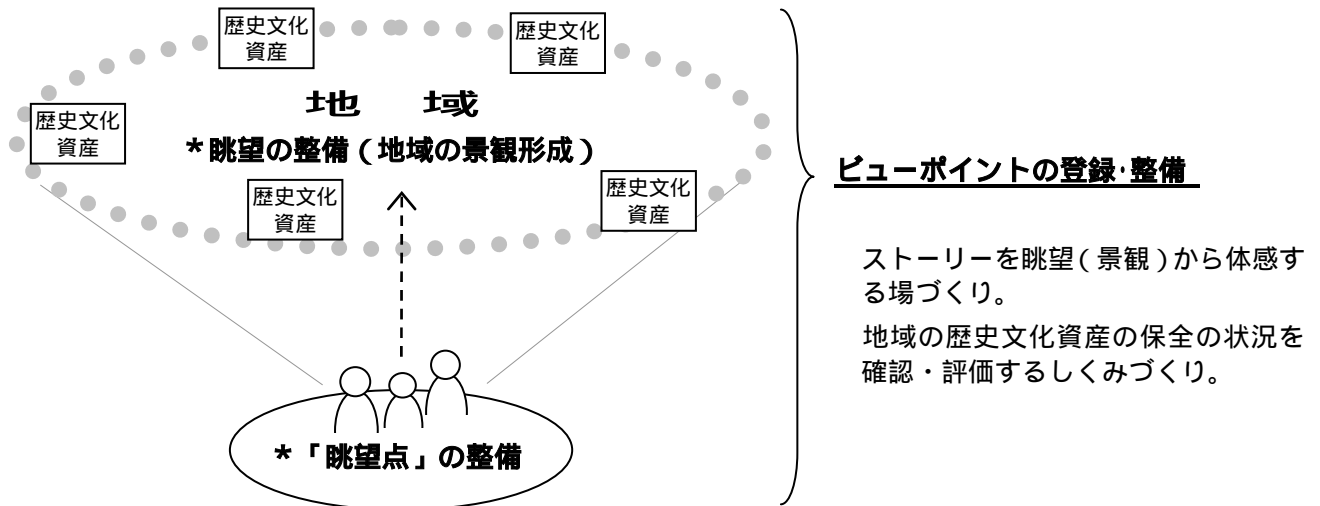 歴史文化
資産
歴史文化
資産
歴史文化
資産
地 域
*眺望の整備（地域の景観形成）
歴史文化
資産
歴史文化
資産
*「眺望点」の整備
ビューポイントの登録・整備
ストーリーを眺望（景観）から体感す
る場づくり。
地域の歴史文化資産の保全の状況を
確認・評価するしくみづくり。